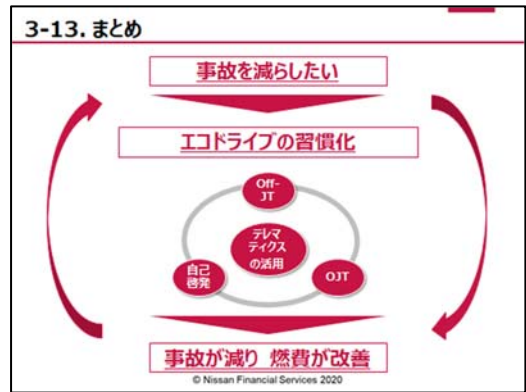 3-13. まとめ
事故を減らしたい
エコドライブの習慣化
Off-
JT
テレマ
ティクス
の活用
自己
啓発
OJT
事故が減り 燃費が改善
© Nissan Financial Services 2020